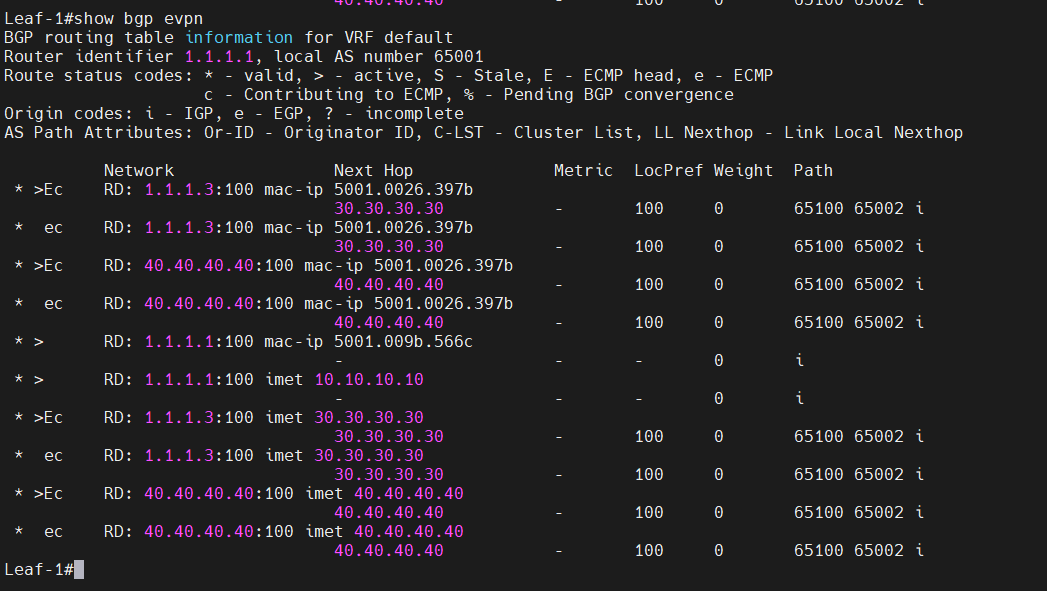 40.40.40.40 - 100 0 65100 65002 i
Leaf-1#show bgp evpn
BGP routing table information for VRF default
Router identifier 1.1.1.1, local AS number 65001
Route status codes: * - valid, > - active, S - Stale, E - ECMP head, e - ECMP
c - Contributing to ECMP, % - Pending BGP convergence
Origin codes: i - IGP, e - EGP, ? - incomplete
AS Path Attributes: Or-ID - Originator ID, C-LST - Cluster List, LL Nexthop - Link Local Nexthop
Network Next Hop Metric LocPref Weight Path
* >Ec RD: 1.1.1.3:100 mac-ip 5001.0026.397b
30.30.30.30 - 100 0 65100 65002 i
* ec RD: 1.1.1.3:100 mac-ip 5001.0026.397b
30.30.30.30 - 100 0 65100 65002 i
* >Ec RD: 40.40.40.40:100 mac-ip 5001.0026.397b
40.40.40.40 - 100 0 65100 65002 i
* ec RD: 40.40.40.40:100 mac-ip 5001.0026.397b
40.40.40.40 - 100 0 65100 65002 i
* > RD: 1.1.1.1:100 mac-ip 5001.009b.566c
- - - 0 i
* > RD: 1.1.1.1:100 imet 10.10.10.10
- - - 0 i
* >Ec RD: 1.1.1.3:100 imet 30.30.30.30
30.30.30.30 - 100 0 65100 65002 i
* ec RD: 1.1.1.3:100 imet 30.30.30.30
30.30.30.30 - 100 0 65100 65002 i
* >Ec RD: 40.40.40.40:100 imet 40.40.40.40
40.40.40.40 - 100 0 65100 65002 i
* ec RD: 40.40.40.40:100 imet 40.40.40.40
40.40.40.40 - 100 0 65100 65002 i
Leaf-1#